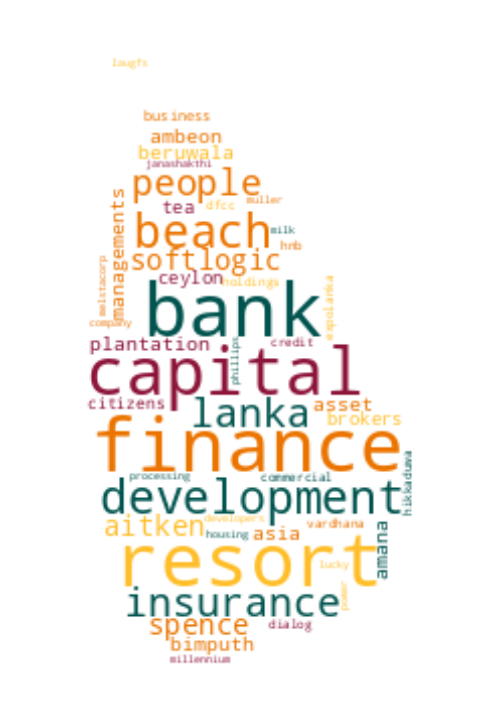 laugfs
business
ambeon
beruwala
janashakthi
people
managements
tea
dfcc
muller
beach
milk
hnb
softlogic
melstacorp
ceylon
holdings
expolanka
bank
company
plantation
phillips
credit
capital
citizens
lanka
asset
brokers
finance
hikkaduwa
processing
commercial
development
aitken
developers
vardhana
housing
asia
amana
resort
lucky
power
insurance
spence
dialog
bimputh
millennium